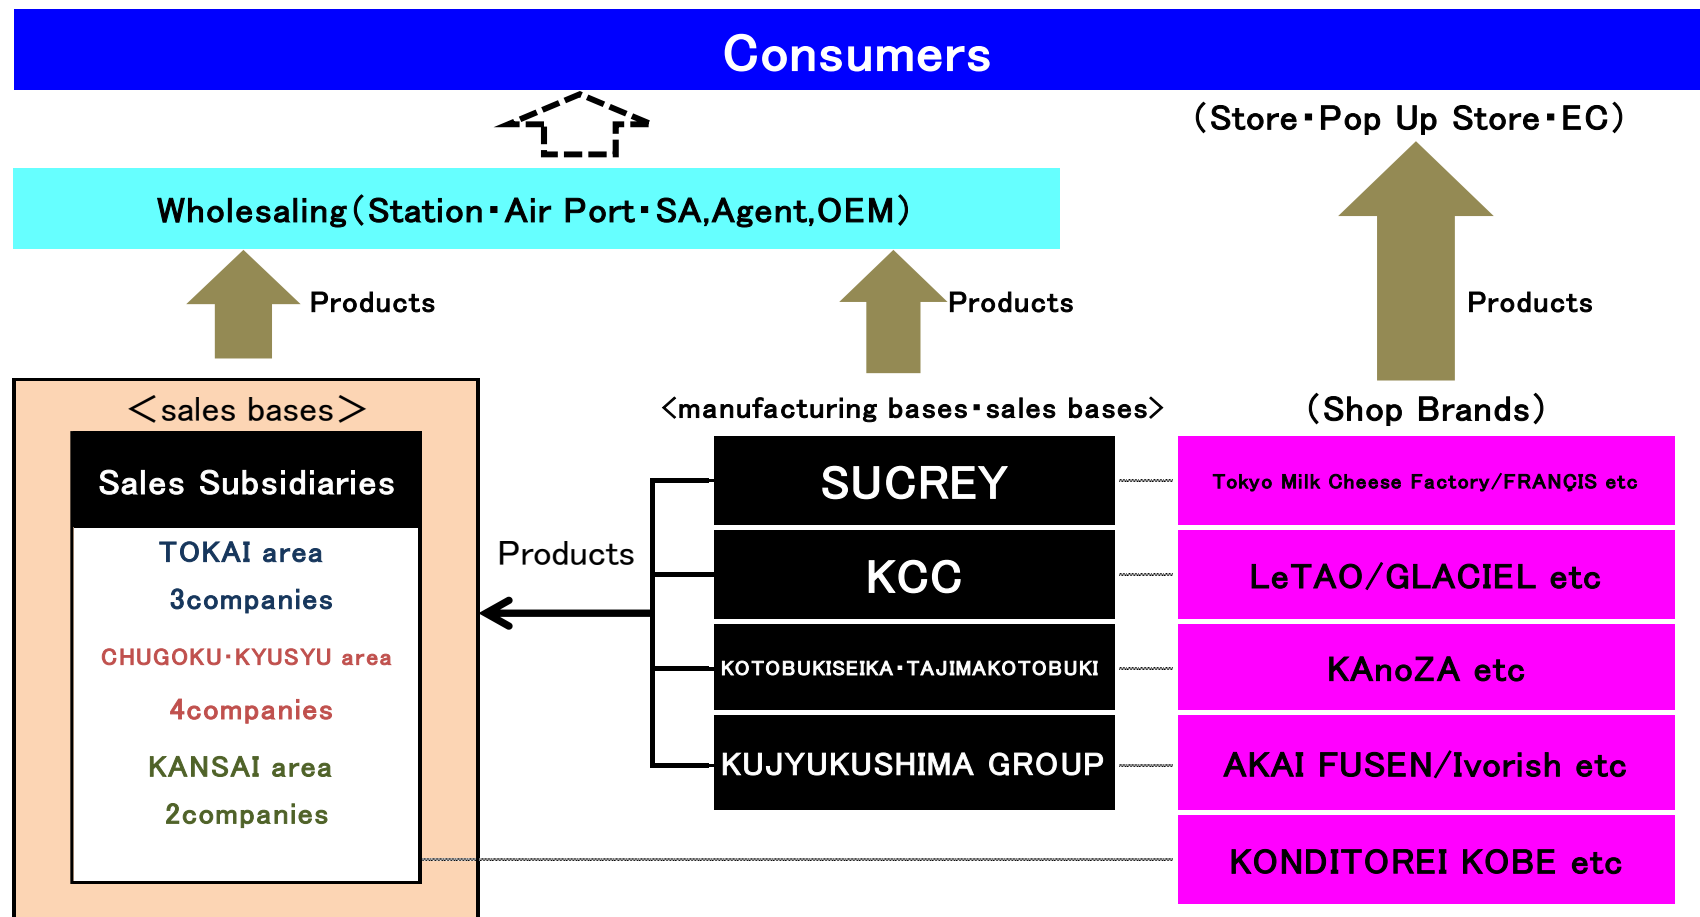 Consumers
(Store・Pop Up Store・EC)
Wholesaling(Station・Air Port・SA,Agent,OEM)
Products
Products
Products
＜sales bases＞
<manufacturing bases・sales bases>
(Shop Brands)
Sales Subsidiaries
TOKAI area
3companies
CHUGOKU・KYUSYU area
4companies
KANSAI area
2companies
Products
SUCREY
KCC
KOTOBUKISEIKA・TAJIMAKOTOBUKI
KUJYUKUSHIMA GROUP
Tokyo Milk Cheese Factory/FRANÇIS etc
LeTAO/GLACIEL etc
KAnoZA etc
AKAI FUSEN/Ivorish etc
KONDITOREI KOBE etc